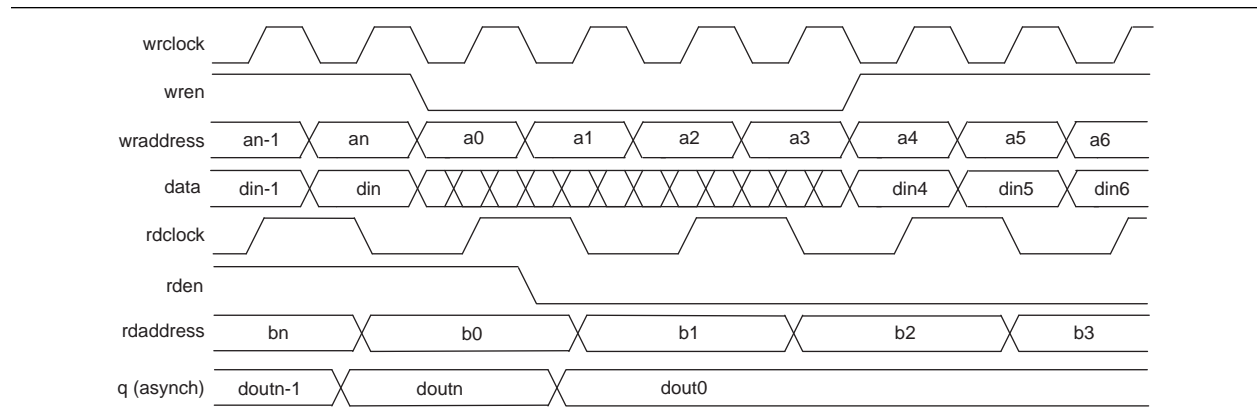 wrclock
wren
wraddress an-1 an a0 a1 a2 a3 a4 a5 a6
data din-1 din din4 din5 din6
rdclock
rden
rdaddress bn b0 b1 b2 b3
q (asynch) doutn-1 doutn dout0